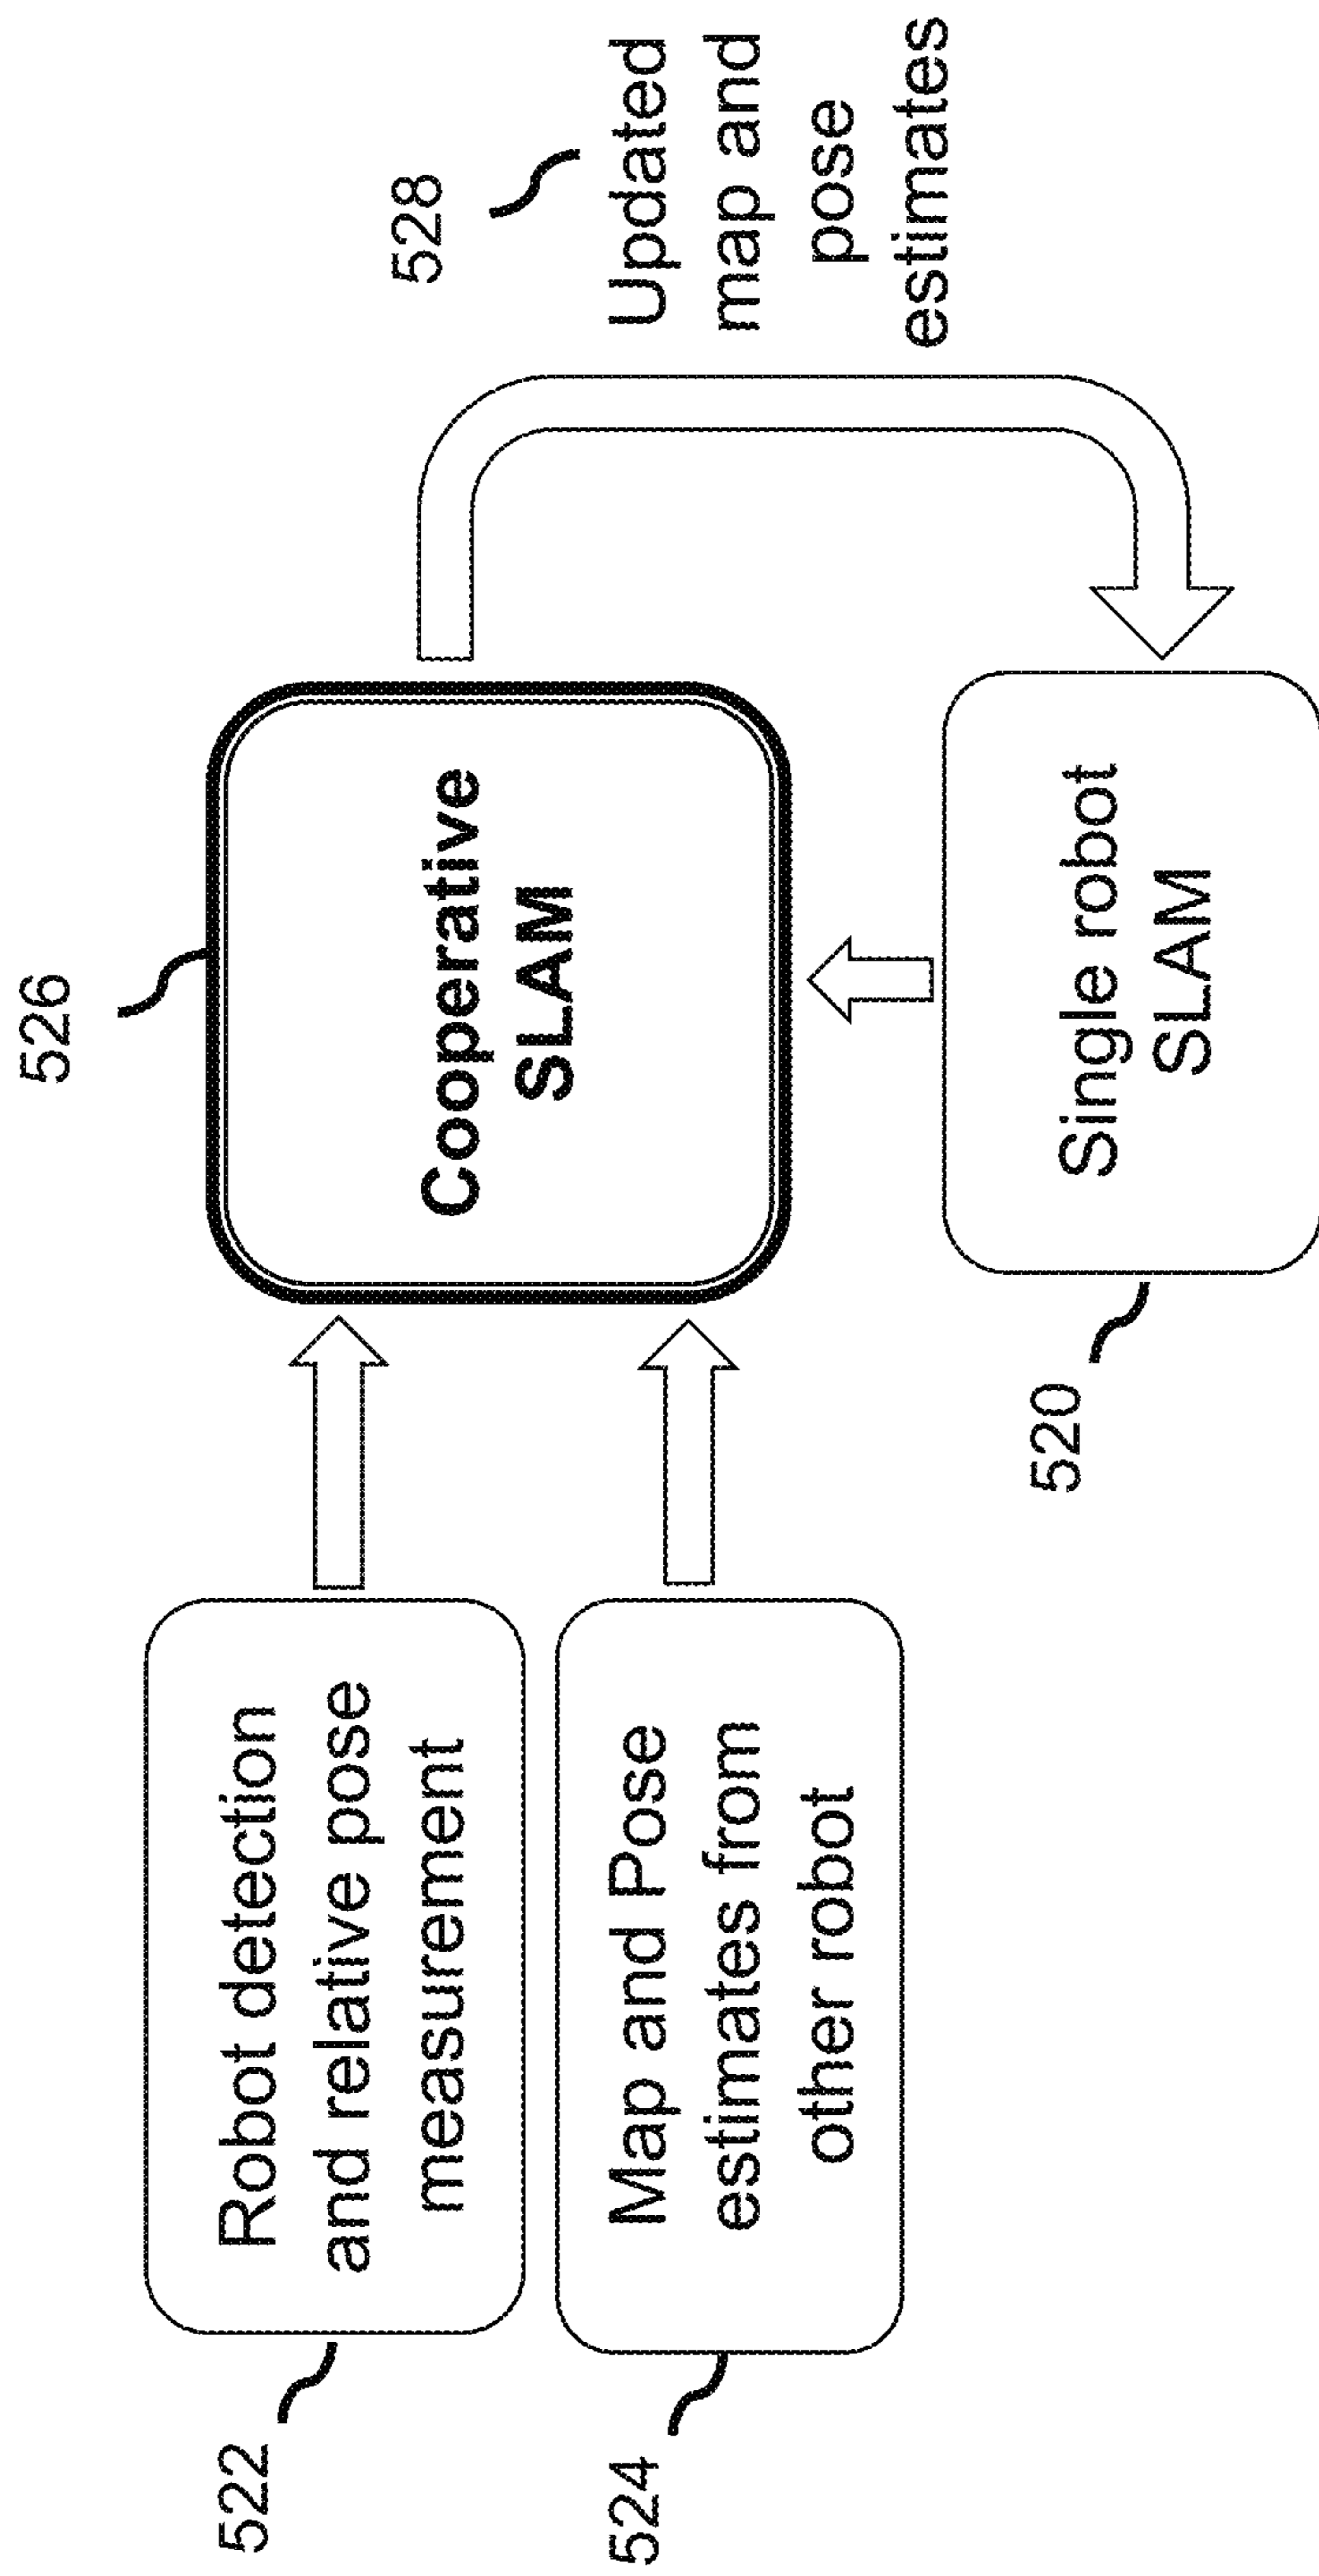 526
528
Updated
map and
pose
estimates
522
Robot detection
and relative pose
measurement
Cooperative
SLAM
524
Map and Pose
estimates from
other robot
520
Single robot
SLAM